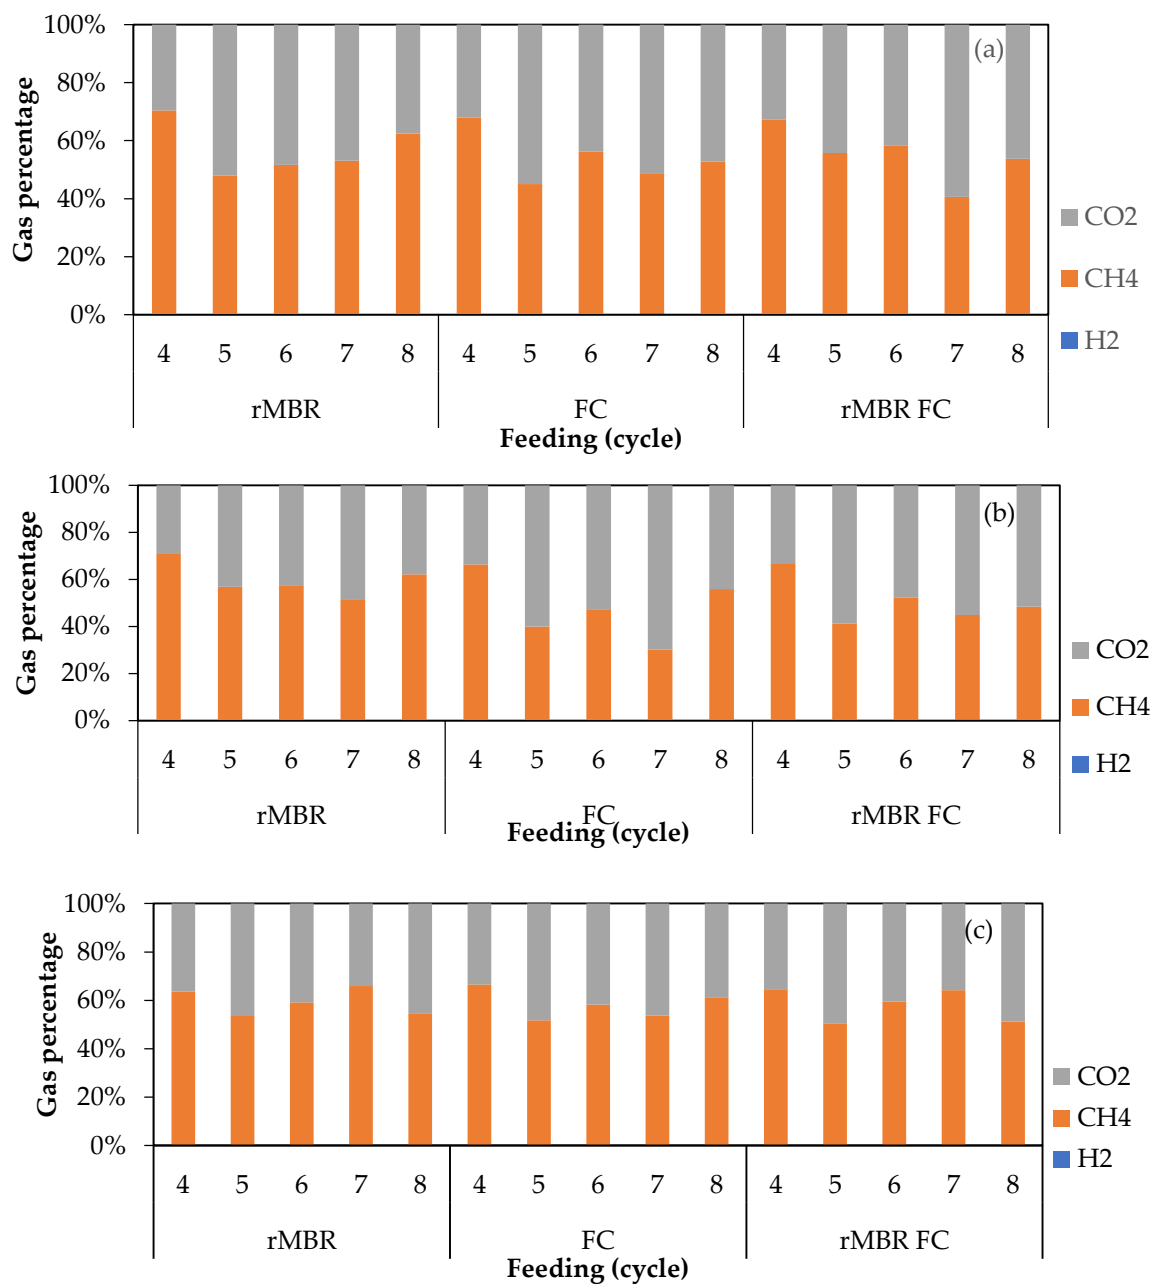 100%
80%
60%
40%
20%
0%
Gas percentage
(a)
CO2
CH4
H2
4 5 6 7 8 4 5 6 7 8 4 5 6 7 8
rMBR FC rMBR FC
Feeding (cycle)
100%
80%
60%
40%
20%
0%
Gas percentage
(b)
CO2
CH4
H2
4 5 6 7 8 4 5 6 7 8 4 5 6 7 8
rMBR FC rMBR FC
Feeding (cycle)
100%
80%
60%
40%
20%
0%
Gas percentage
(c)
CO2
CH4
H2
4 5 6 7 8 4 5 6 7 8 4 5 6 7 8
rMBR FC rMBR FC
Feeding (cycle)